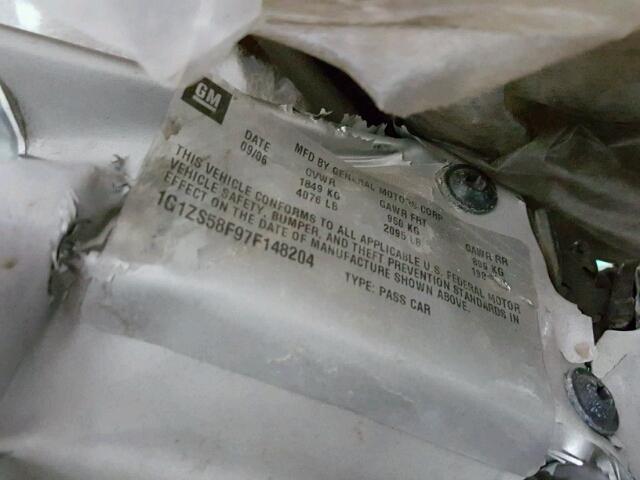 GM
MFD BY GENERAL MOTORS CORP
DATE GVWR GAWR FRT GAWR RR
09/06 1849 KG 950 KG KG
4076 LB 2095 LB
THIS VEHICLE CONFORMS TO ALL APPLICABLE U.S. FEDERAL MOTOR
VEHICLE SAFETY, BUMPER, AND THEFT PREVENTION STANDARDS IN
EFFECT ON THE DATE OF MANUFACTURE SHOWN ABOVE.
1G1ZS58F97F148204 TYPE: PASS CAR